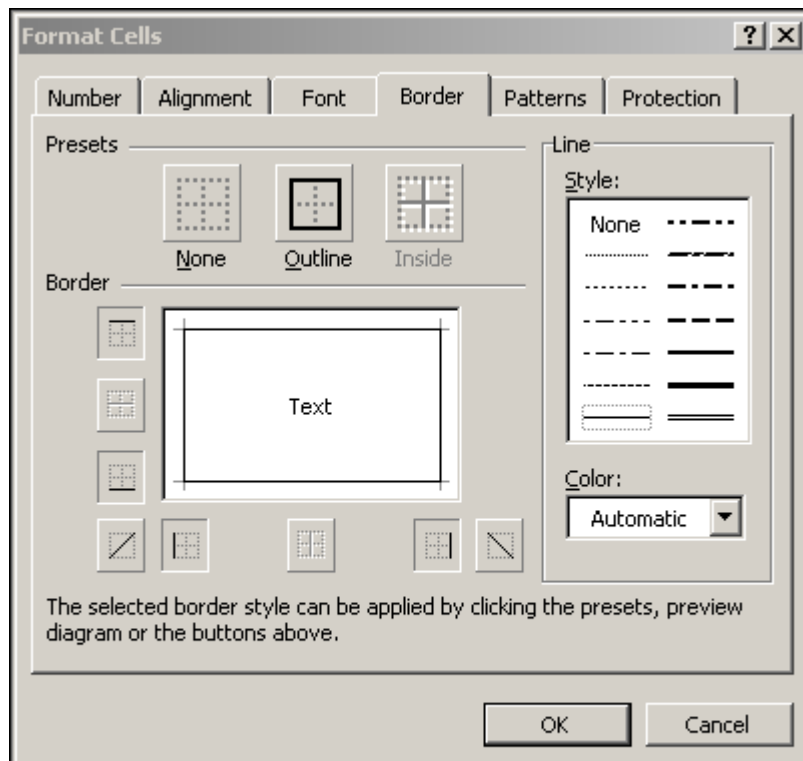 Format Cells
Number Alignment Font Border Patterns Protection
Presets
None Outline Inside
Border
Text
Line
Style:
None
Color:
Automatic
The selected border style can be applied by clicking the presets, preview
diagram or the buttons above.
OK Cancel